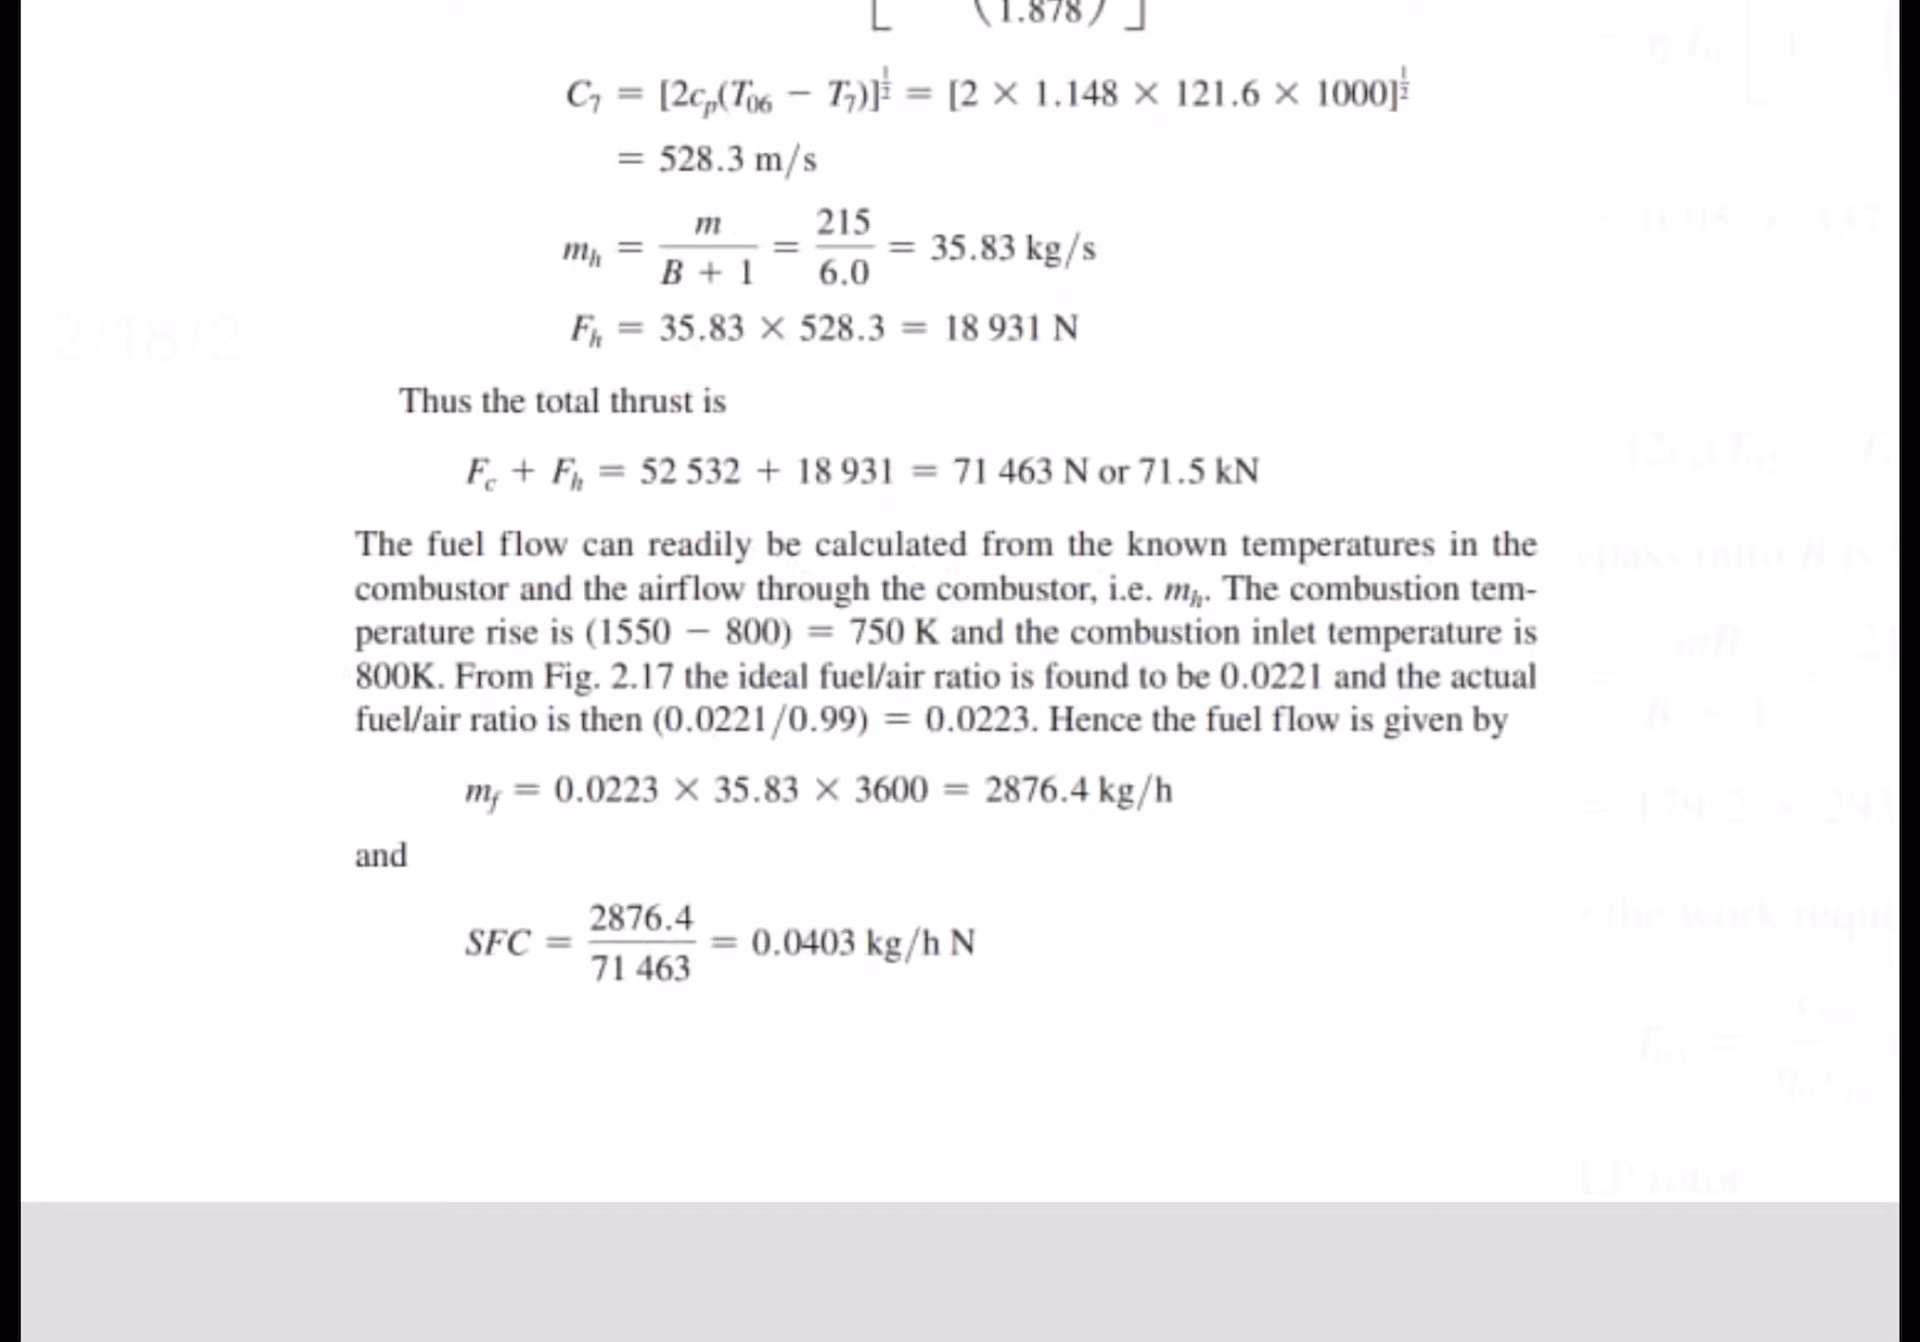 [ (1.878) ]
C₇ = [2cₚ(T₀₆ − T₇)]^½ = [2 × 1.148 × 121.6 × 1000]^½
= 528.3 m/s
mₕ = m / (B + 1) = 215 / 6.0 = 35.83 kg/s
Fₕ = 35.83 × 528.3 = 18 931 N
Thus the total thrust is
F_c + Fₕ = 52 532 + 18 931 = 71 463 N or 71.5 kN
The fuel flow can readily be calculated from the known temperatures in the
combustor and the airflow through the combustor, i.e. mₕ. The combustion tem-
perature rise is (1550 − 800) = 750 K and the combustion inlet temperature is
800K. From Fig. 2.17 the ideal fuel/air ratio is found to be 0.0221 and the actual
fuel/air ratio is then (0.0221/0.99) = 0.0223. Hence the fuel flow is given by
m_f = 0.0223 × 35.83 × 3600 = 2876.4 kg/h
and
SFC = 2876.4 / 71 463 = 0.0403 kg/h N